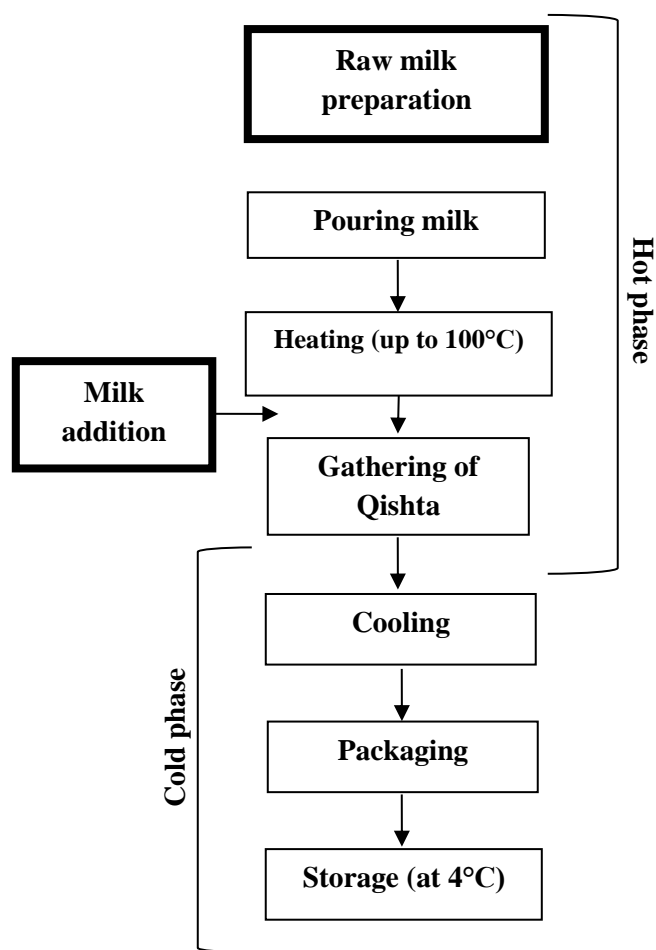 Raw milk
preparation
Pouring milk
Heating (up to 100°C)
Milk
addition
Gathering of
Qishta
Cooling
Packaging
Storage (at 4°C)
Hot phase
Cold phase